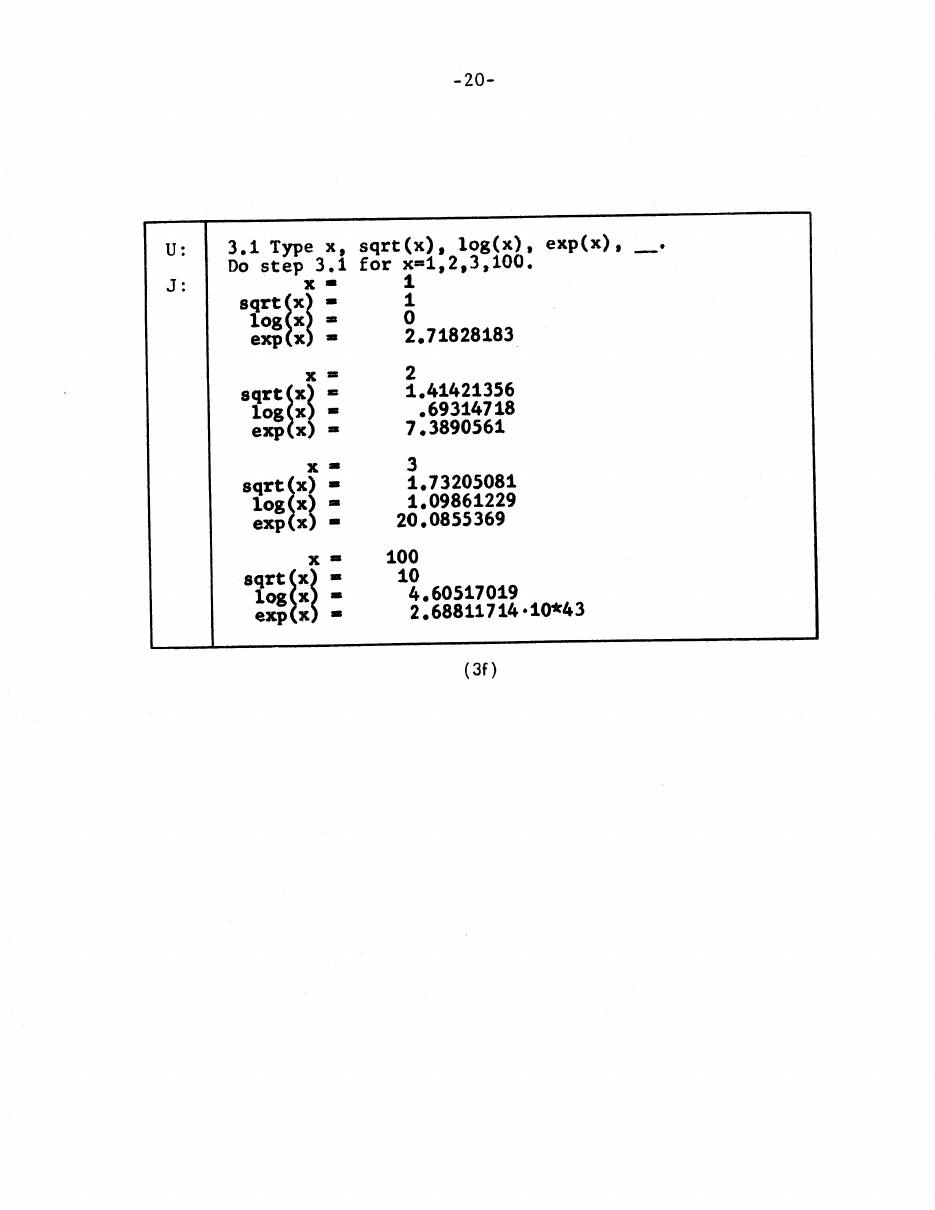 -20-
U: 3.1 Type x, sqrt(x), log(x), exp(x), __.
Do step 3.1 for x=1,2,3,100.
J: x = 1
sqrt(x) = 1
log(x) = 0
exp(x) = 2.71828183
x = 2
sqrt(x) = 1.41421356
log(x) = .69314718
exp(x) = 7.3890561
x = 3
sqrt(x) = 1.73205081
log(x) = 1.09861229
exp(x) = 20.0855369
x = 100
sqrt(x) = 10
log(x) = 4.60517019
exp(x) = 2.68811714·10*43
(3f)